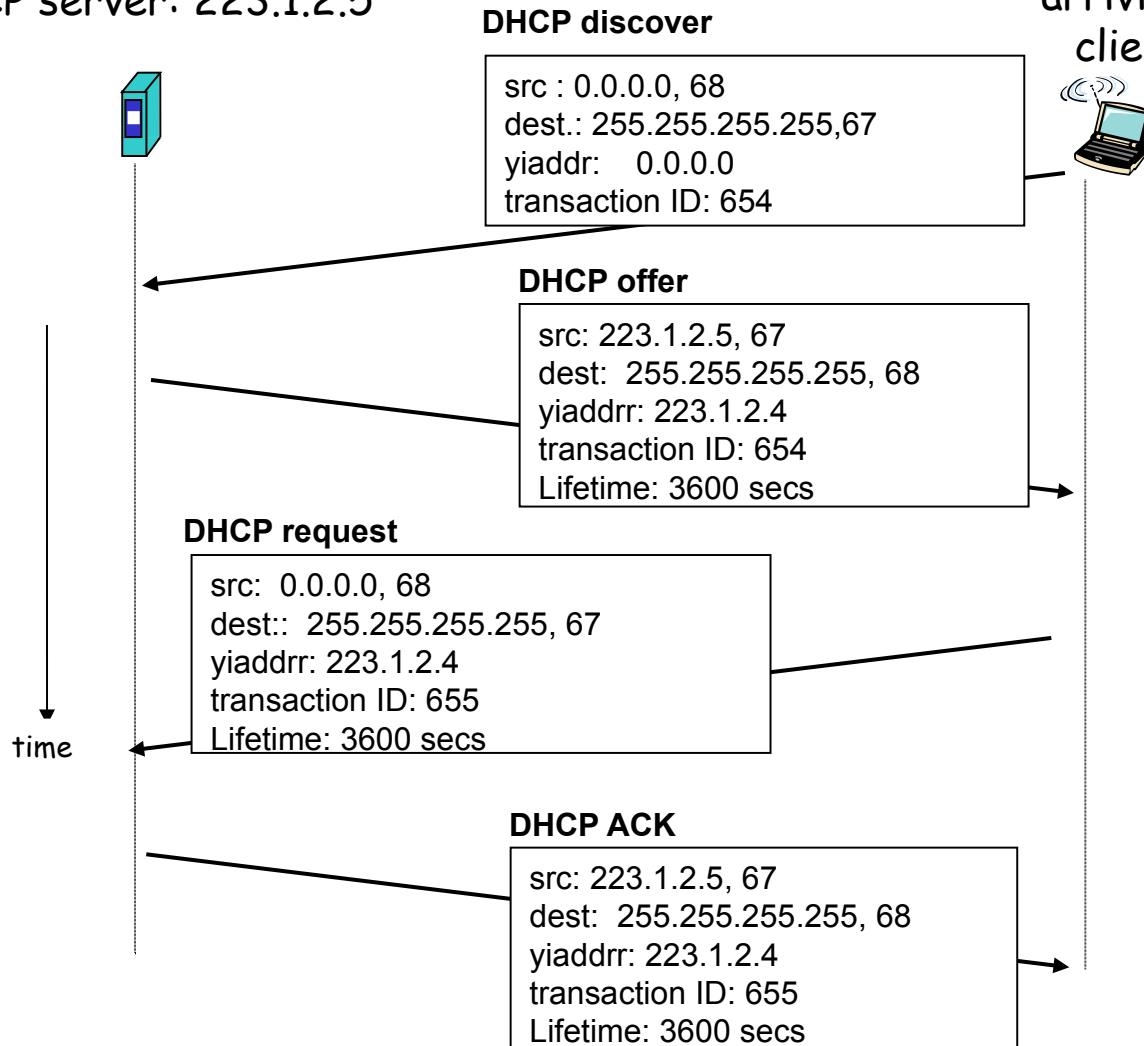 P server: 223.1.2.5
DHCP discover
src : 0.0.0.0, 68
dest.: 255.255.255.255,67
yiaddr: 0.0.0.0
transaction ID: 654
DHCP offer
src: 223.1.2.5, 67
dest: 255.255.255.255, 68
yiaddrr: 223.1.2.4
transaction ID: 654
Lifetime: 3600 secs
DHCP request
src: 0.0.0.0, 68
dest:: 255.255.255.255, 67
yiaddrr: 223.1.2.4
transaction ID: 655
Lifetime: 3600 secs
time
DHCP ACK
src: 223.1.2.5, 67
dest: 255.255.255.255, 68
yiaddrr: 223.1.2.4
transaction ID: 655
Lifetime: 3600 secs